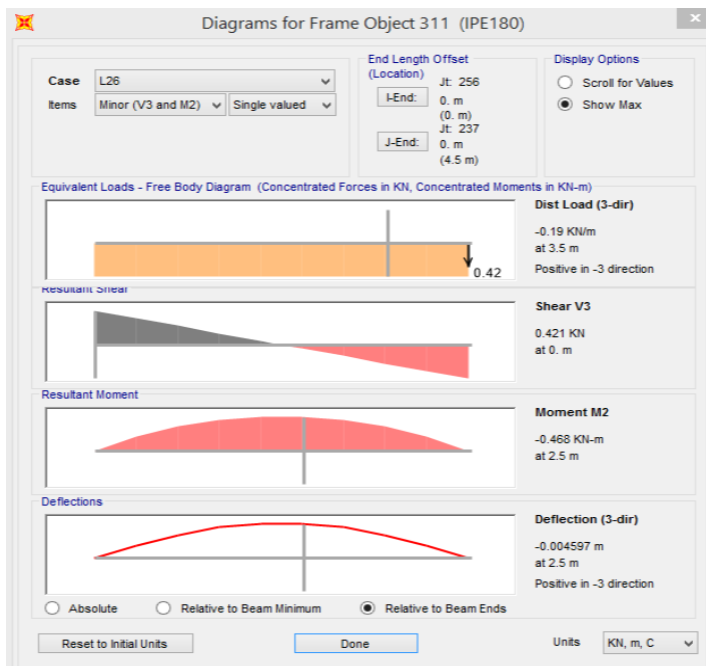 Diagrams for Frame Object 311 (IPE180)
Case L26
Items Minor (V3 and M2) Single valued
End Length Offset
(Location)
Jt: 256
I-End: 0. m
(0. m)
Jt: 237
J-End: 0. m
(4.5 m)
Display Options
Scroll for Values
Show Max
Equivalent Loads - Free Body Diagram (Concentrated Forces in KN, Concentrated Moments in KN-m)
0.42
Dist Load (3-dir)
-0.19 KN/m
at 3.5 m
Positive in -3 direction
Resultant Shear
Shear V3
0.421 KN
at 0. m
Resultant Moment
Moment M2
-0.468 KN-m
at 2.5 m
Deflections
Deflection (3-dir)
-0.004597 m
at 2.5 m
Positive in -3 direction
Absolute Relative to Beam Minimum Relative to Beam Ends
Reset to Initial Units Done Units KN, m, C